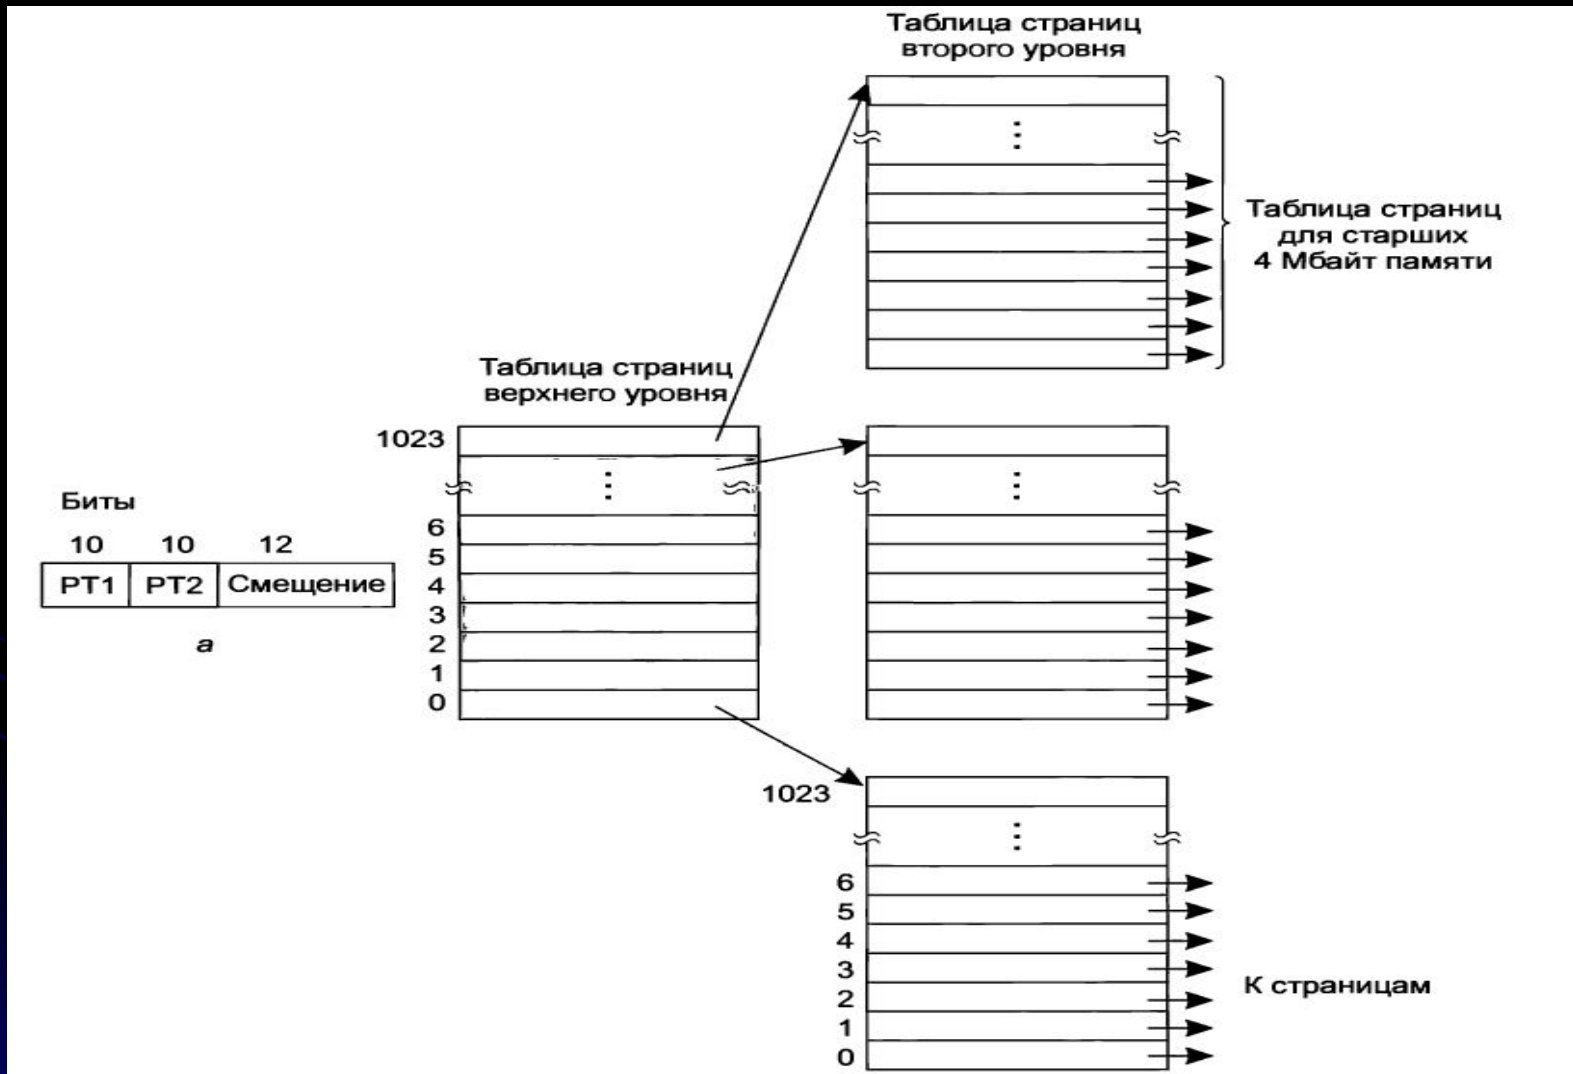 Таблица страниц
второго уровня
Таблица страниц
для старших
4 Мбайт памяти
Таблица страниц
верхнего уровня
1023
6
5
4
3
2
1
0
Биты
10 10 12
PT1 PT2 Смещение
а
1023
6
5
4
3
2
1
0
К страницам